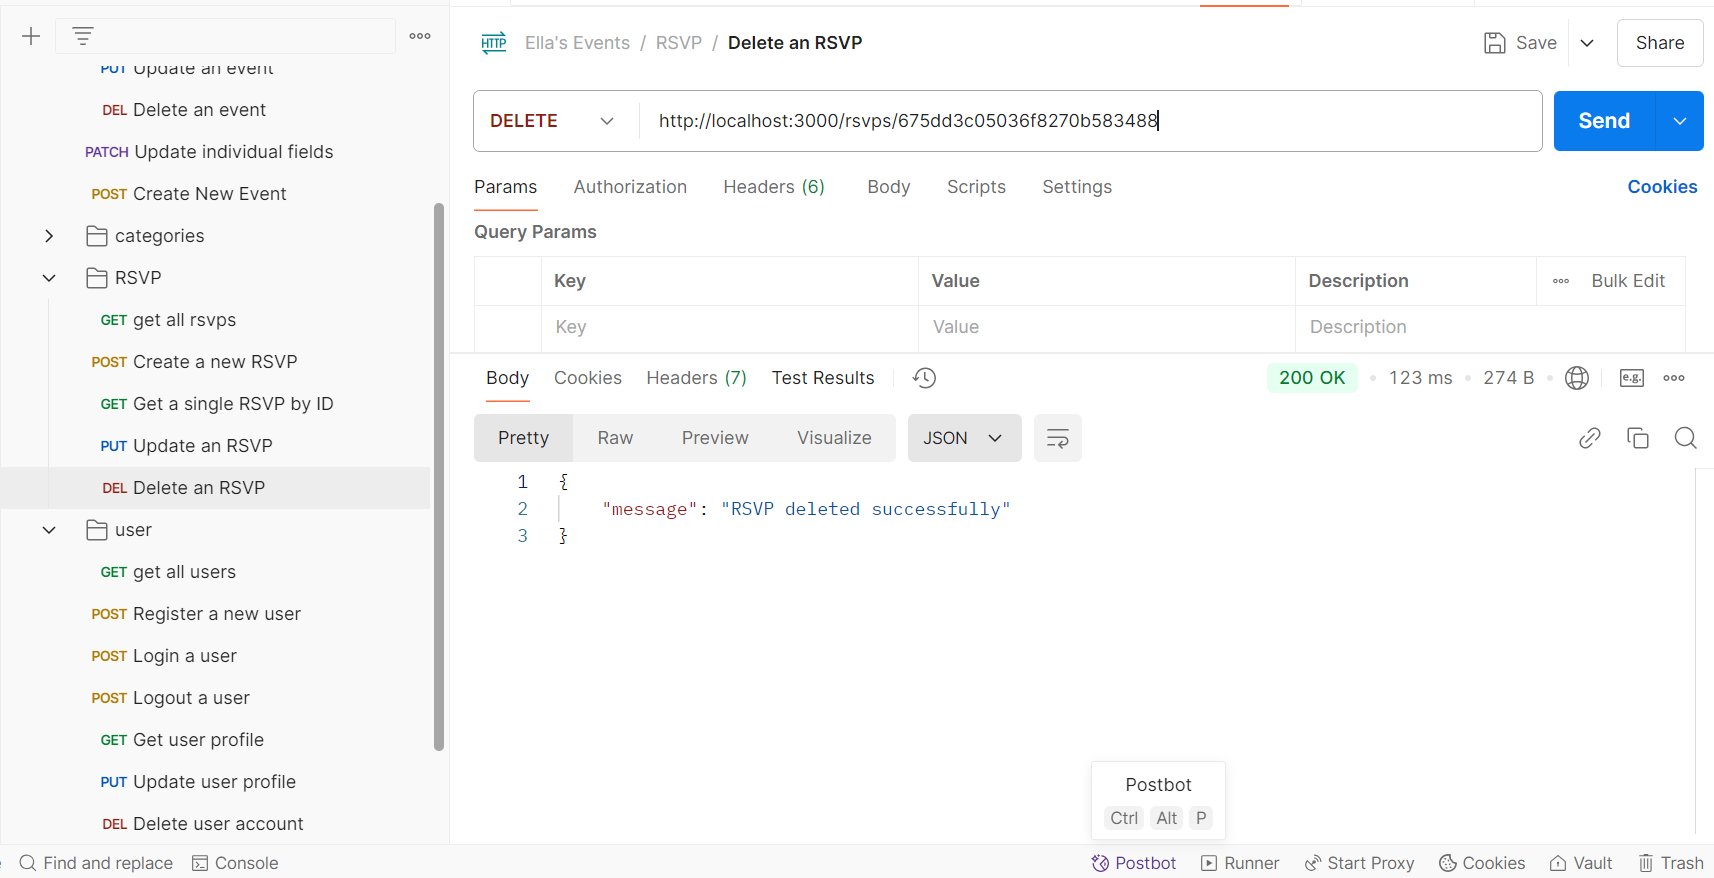 PUT Update an event
DEL Delete an event
PATCH Update individual fields
POST Create New Event
categories
RSVP
GET get all rsvps
POST Create a new RSVP
GET Get a single RSVP by ID
PUT Update an RSVP
DEL Delete an RSVP
user
GET get all users
POST Register a new user
POST Login a user
POST Logout a user
GET Get user profile
PUT Update user profile
DEL Delete user account
HTTP Ella's Events / RSVP / Delete an RSVP
Save
Share
DELETE http://localhost:3000/rsvps/675dd3c05036f8270b583488
Send
Params Authorization Headers (6) Body Scripts Settings Cookies
Query Params
Key Value Description Bulk Edit
Key Value Description
Body Cookies Headers (7) Test Results 200 OK 123 ms 274 B e.g.
Pretty Raw Preview Visualize JSON
1 {
2 "message": "RSVP deleted successfully"
3 }
Postbot
Ctrl Alt P
Find and replace Console Postbot Runner Start Proxy Cookies Vault Trash